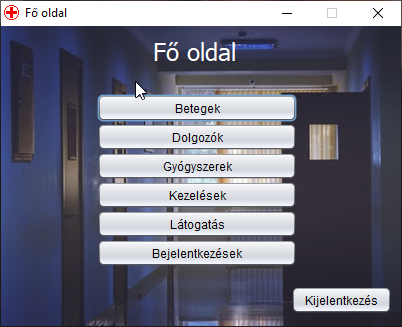 Fő oldal
Fő oldal
Betegek
Dolgozók
Gyógyszerek
Kezelések
Látogatás
Bejelentkezések
Kijelentkezés